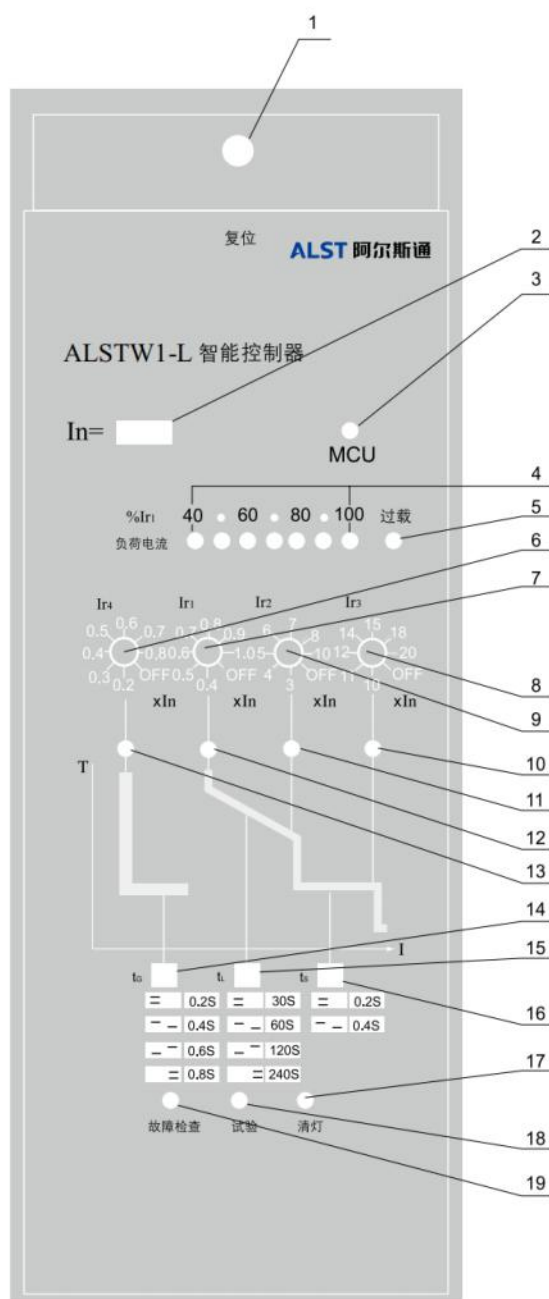 1
复位
ALST 阿尔斯通
2
3
ALSTW1-L 智能控制器
In=
MCU
4
%Ir1 40 60 80 100 过载
5
负荷电流
6
7
Ir4 Ir1 Ir2 Ir3
0.2 0.3 0.4 0.5 0.6 0.7 0.8 OFF
0.4 0.5 0.6 0.7 0.8 0.9 1.0 OFF
3 4 5 6 7 8 10 OFF
10 11 12 14 15 18 20 OFF
8
9
xIn xIn xIn xIn
10
T
11
12
13
14
I
15
tG tL tS
0.2S 30S 0.2S
16
0.4S 60S 0.4S
0.6S 120S
0.8S 240S
17
故障检查 试验 清灯
18
19